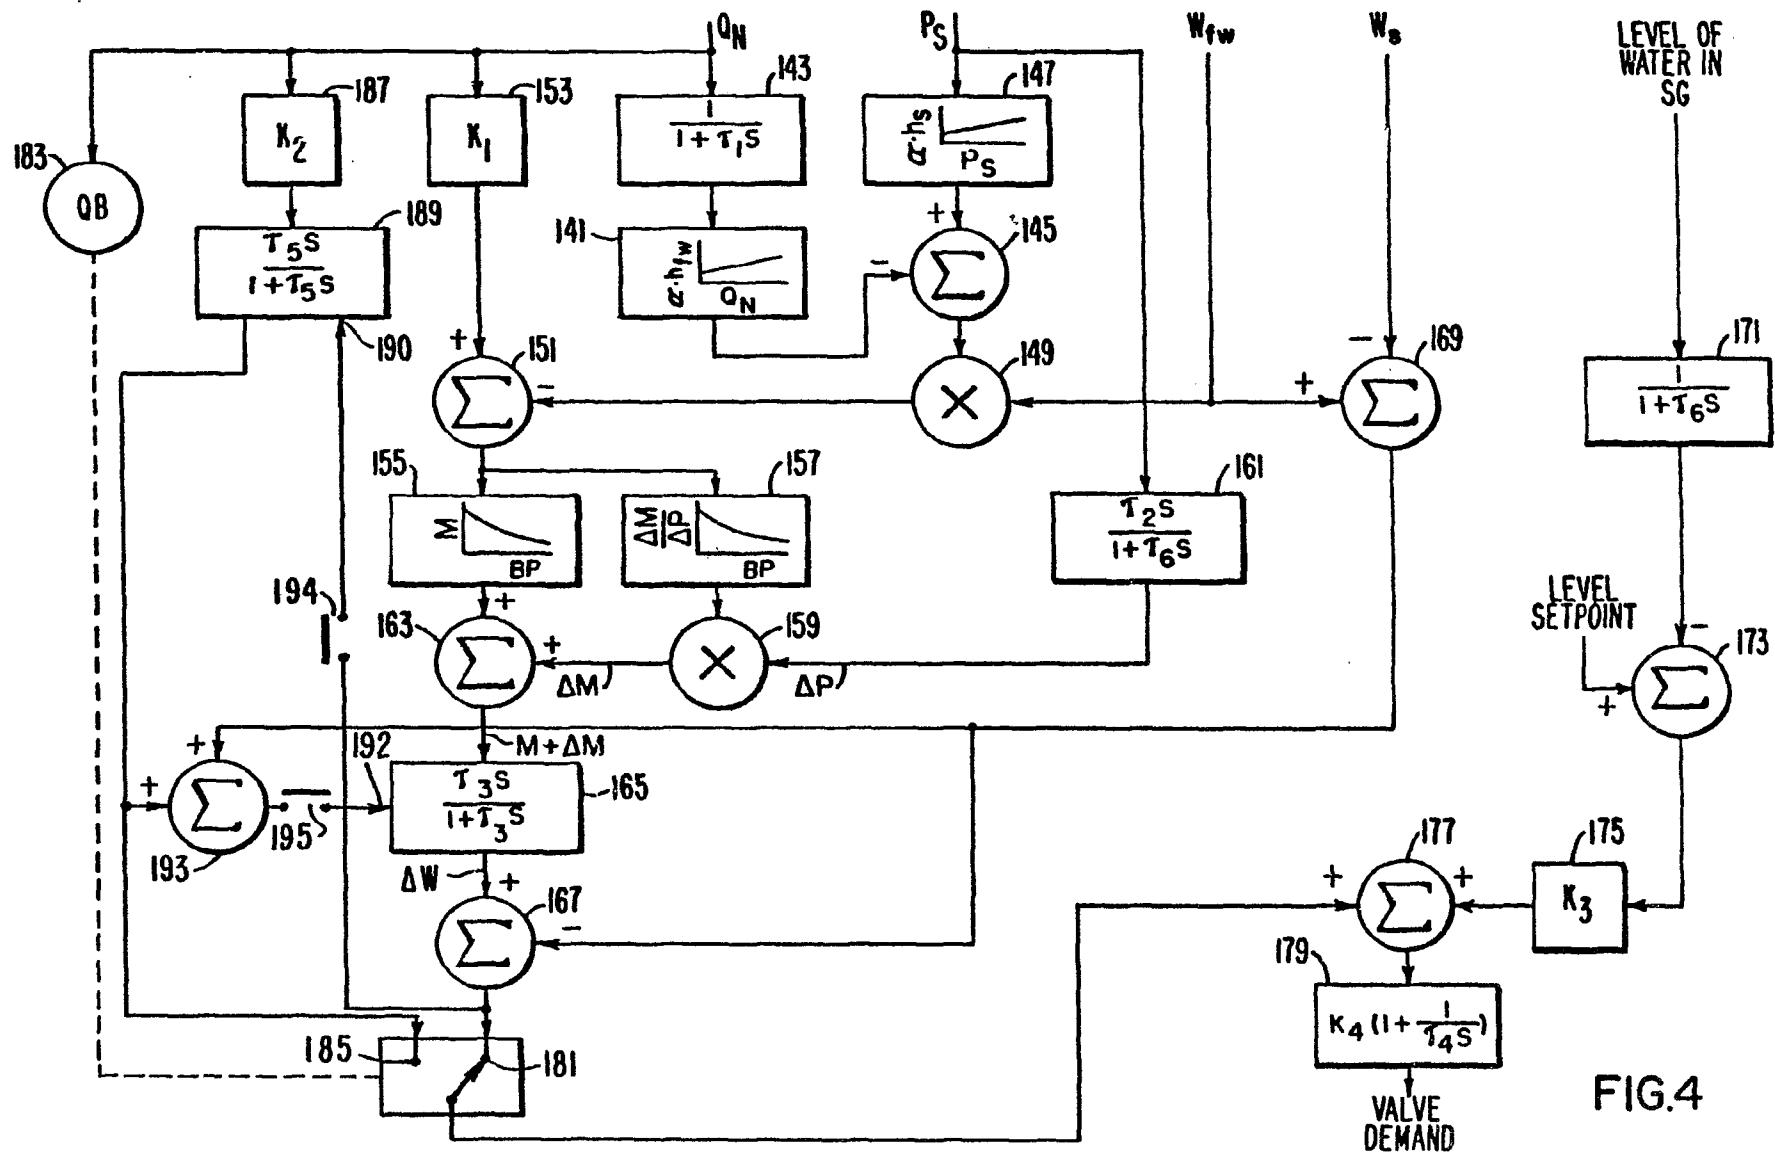 Q_N
P_S
W_fw
W_s
LEVEL OF
WATER IN
SG
187
153
143
147
K_2
K_1
1
1 + τ_1S
α·h_S
P_S
183
QB
189
τ_5S
1 + τ_5S
141
α·h_fw
Q_N
+
−
Σ
145
190
+
151
Σ
−
149
×
−
169
+
Σ
171
1
1 + τ_6S
155
M
BP
157
ΔM
ΔP
BP
161
τ_2S
1 + τ_6S
194
163
+
Σ
+
ΔM
159
×
ΔP
LEVEL
SETPOINT
−
173
+
Σ
M + ΔM
192
+
+
Σ
193
195
τ_3S
1 + τ_3S
165
ΔW
+
167
Σ
−
177
+
+
Σ
175
K_3
179
K_4 (1 + 1
τ_4S)
185
181
VALVE
DEMAND
FIG.4